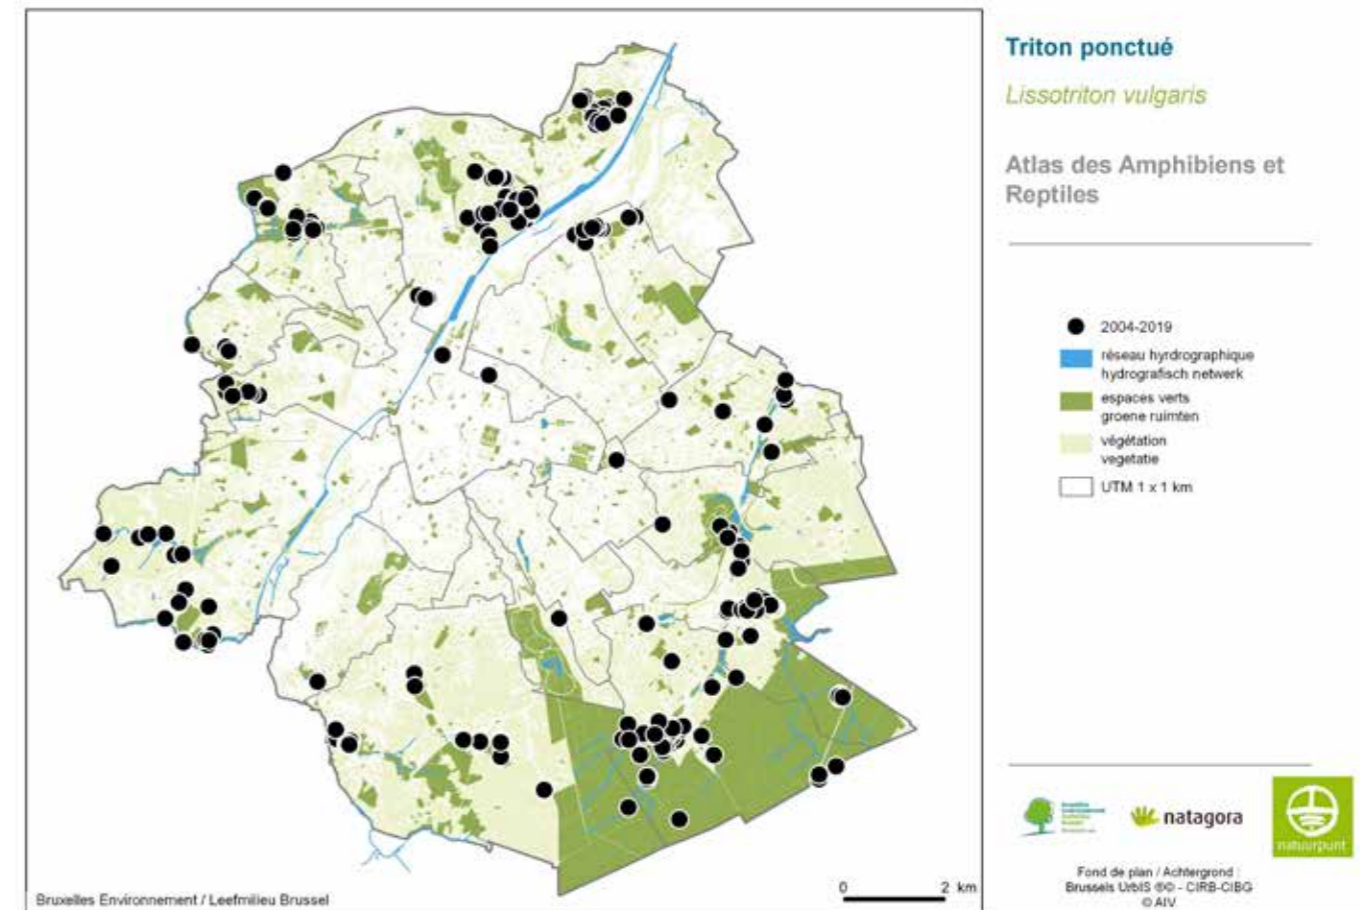 Triton ponctué
Lissotriton vulgaris
Atlas des Amphibiens et
Reptiles
2004-2019
réseau hyrdrographique
hydrografisch netwerk
espaces verts
groene ruimten
végétation
vegetatie
UTM 1 x 1 km
natagora
natuurpunt
Fond de plan / Achtergrond :
Brussels UrbIS ®© - CIRB-CIBG
© AIV
0 2 km
Bruxelles Environnement / Leefmilieu Brussel